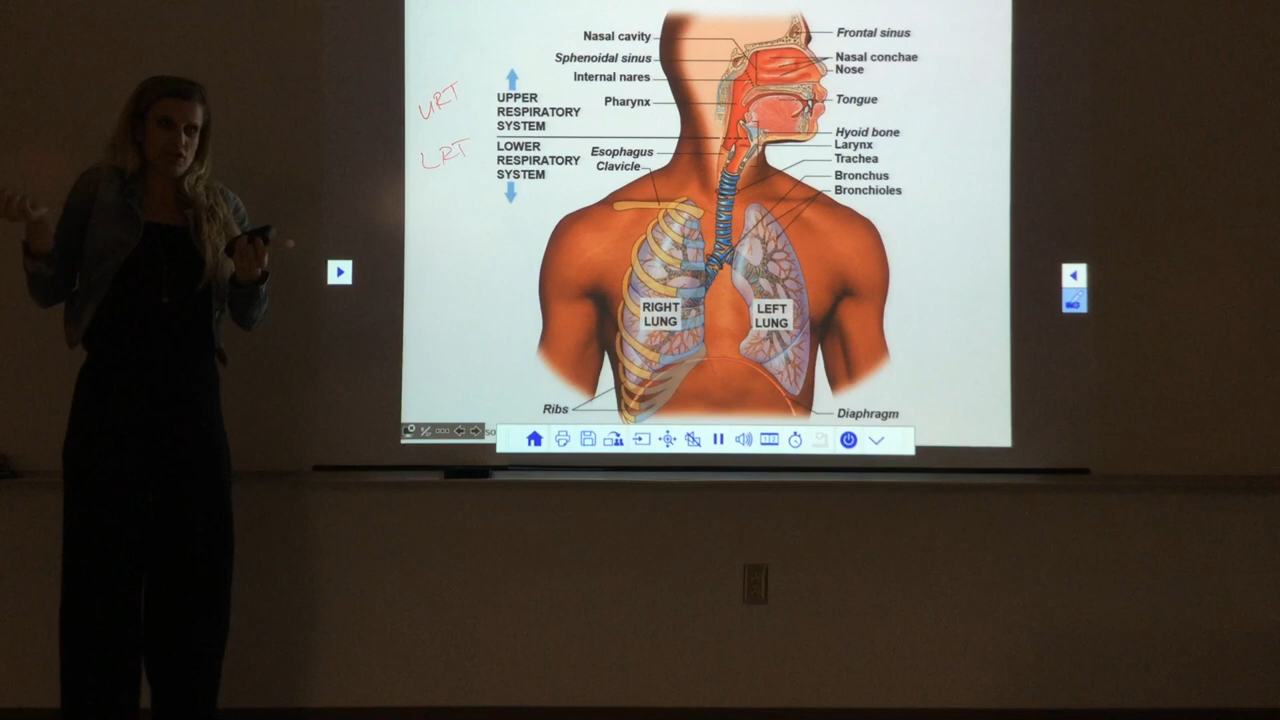 Nasal cavity
Sphenoidal sinus
Internal nares
URT
UPPER
RESPIRATORY
SYSTEM
Pharynx
LRT
LOWER
RESPIRATORY
SYSTEM
Esophagus
Clavicle
Frontal sinus
Nasal conchae
Nose
Tongue
Hyoid bone
Larynx
Trachea
Bronchus
Bronchioles
RIGHT
LUNG
LEFT
LUNG
Ribs
Diaphragm